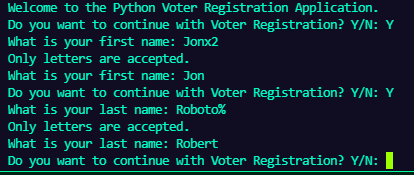 Welcome to the Python Voter Registration Application.
Do you want to continue with Voter Registration? Y/N: Y
What is your first name: Jonx2
Only letters are accepted.
What is your first name: Jon
Do you want to continue with Voter Registration? Y/N: Y
What is your last name: Roboto%
Only letters are accepted.
What is your last name: Robert
Do you want to continue with Voter Registration? Y/N: